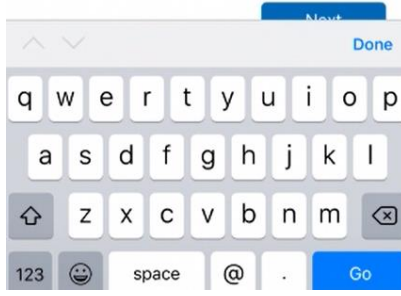 Next
Done
q w e r t y u i o p
a s d f g h j k l
z x c v b n m
123 space @ . Go